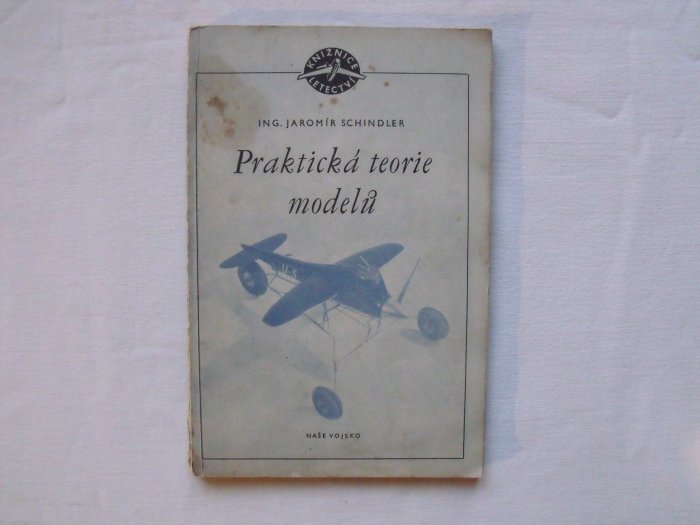 KNIŽNICE
LETECTVÍ
ING. JAROMÍR SCHINDLER
Praktická teorie
modelů
NAŠE VOJSKO